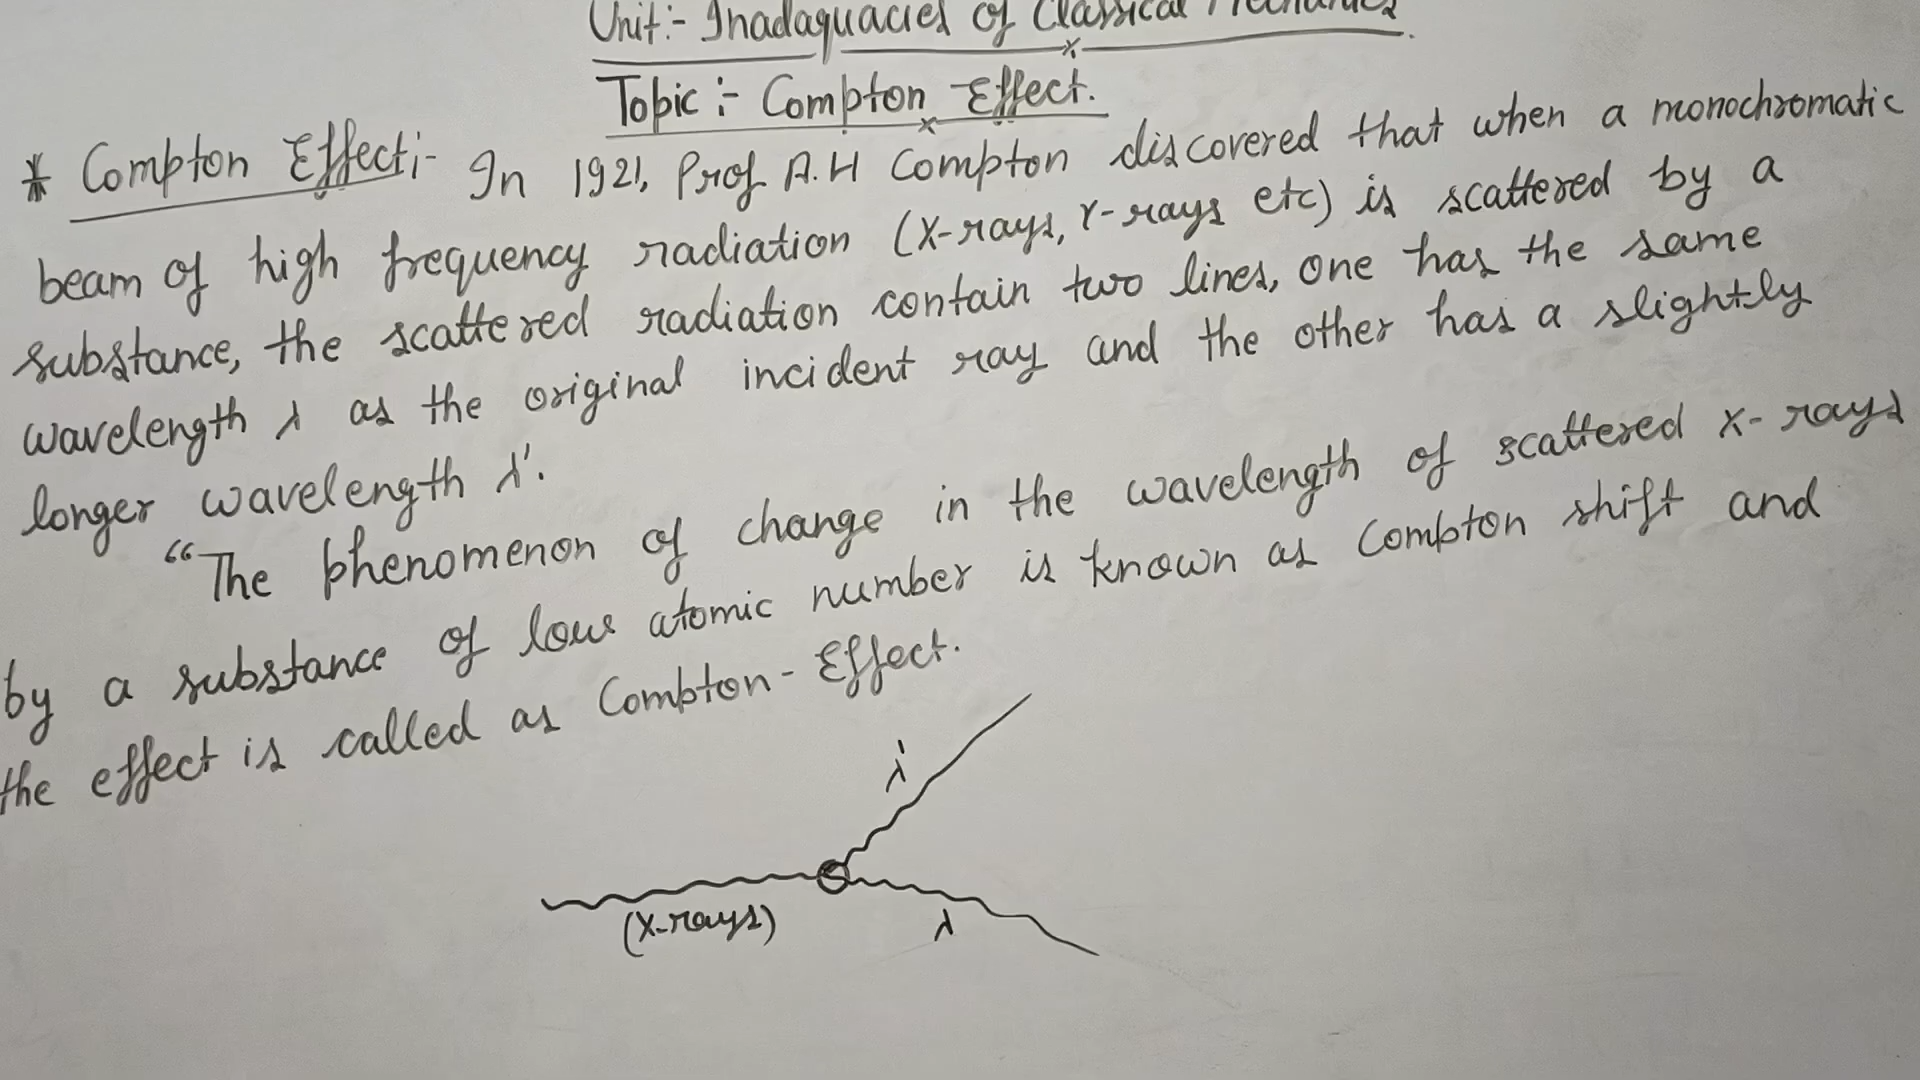 Unit:- Inadaquacies of Classical Mechanics
Topic:- Compton Effect.
* Compton Effect:- In 1921, Prof A.H Compton discovered that when a monochromatic
beam of high frequency radiation (X-rays, γ-rays etc) is scattered by a
substance, the scattered radiation contain two lines, one has the same
wavelength λ as the original incident ray and the other has a slightly
longer wavelength λ'.
"The phenomenon of change in the wavelength of scattered X-rays
by a substance of low atomic number is known as Compton shift and
the effect is called as Compton-Effect.
λ'
(X-rays)
λ